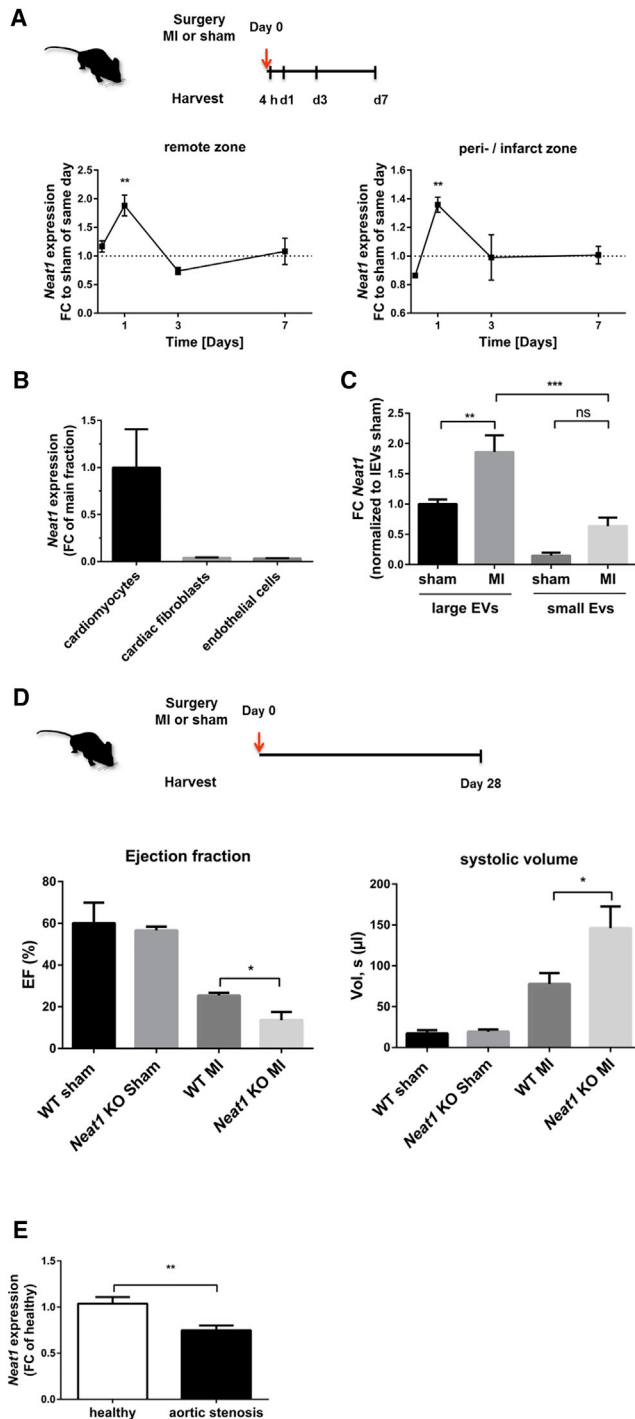 A
Surgery
MI or sham
Day 0
Harvest
4 h d1 d3 d7
remote zone
Neat1 expression
FC to sham of same day
2.5
2.0
1.5
1.0
0.5
0.0
**
1 3 7
Time [Days]
peri- / infarct zone
Neat1 expression
FC to sham of same day
1.6
1.4
1.2
1.0
0.8
0.6
**
1 3 7
Time [Days]
B
Neat1 expression
(FC of main fraction)
1.5
1.0
0.5
0.0
cardiomyocytes
cardiac fibroblasts
endothelial cells
C
FC Neat1
(normalized to lEVs sham)
2.5
2.0
1.5
1.0
0.5
0.0
***
**
ns
sham MI sham MI
large EVs small Evs
D
Surgery
MI or sham
Day 0
Harvest
Day 28
Ejection fraction
EF (%)
80
60
40
20
0
*
WT sham
Neat1 KO Sham
WT MI
Neat1 KO MI
systolic volume
Vol, s (µl)
200
150
100
50
0
*
WT sham
Neat1 KO Sham
WT MI
Neat1 KO MI
E
Neat1 expression
(FC of healthy)
1.5
1.0
0.5
0.0
**
healthy aortic stenosis